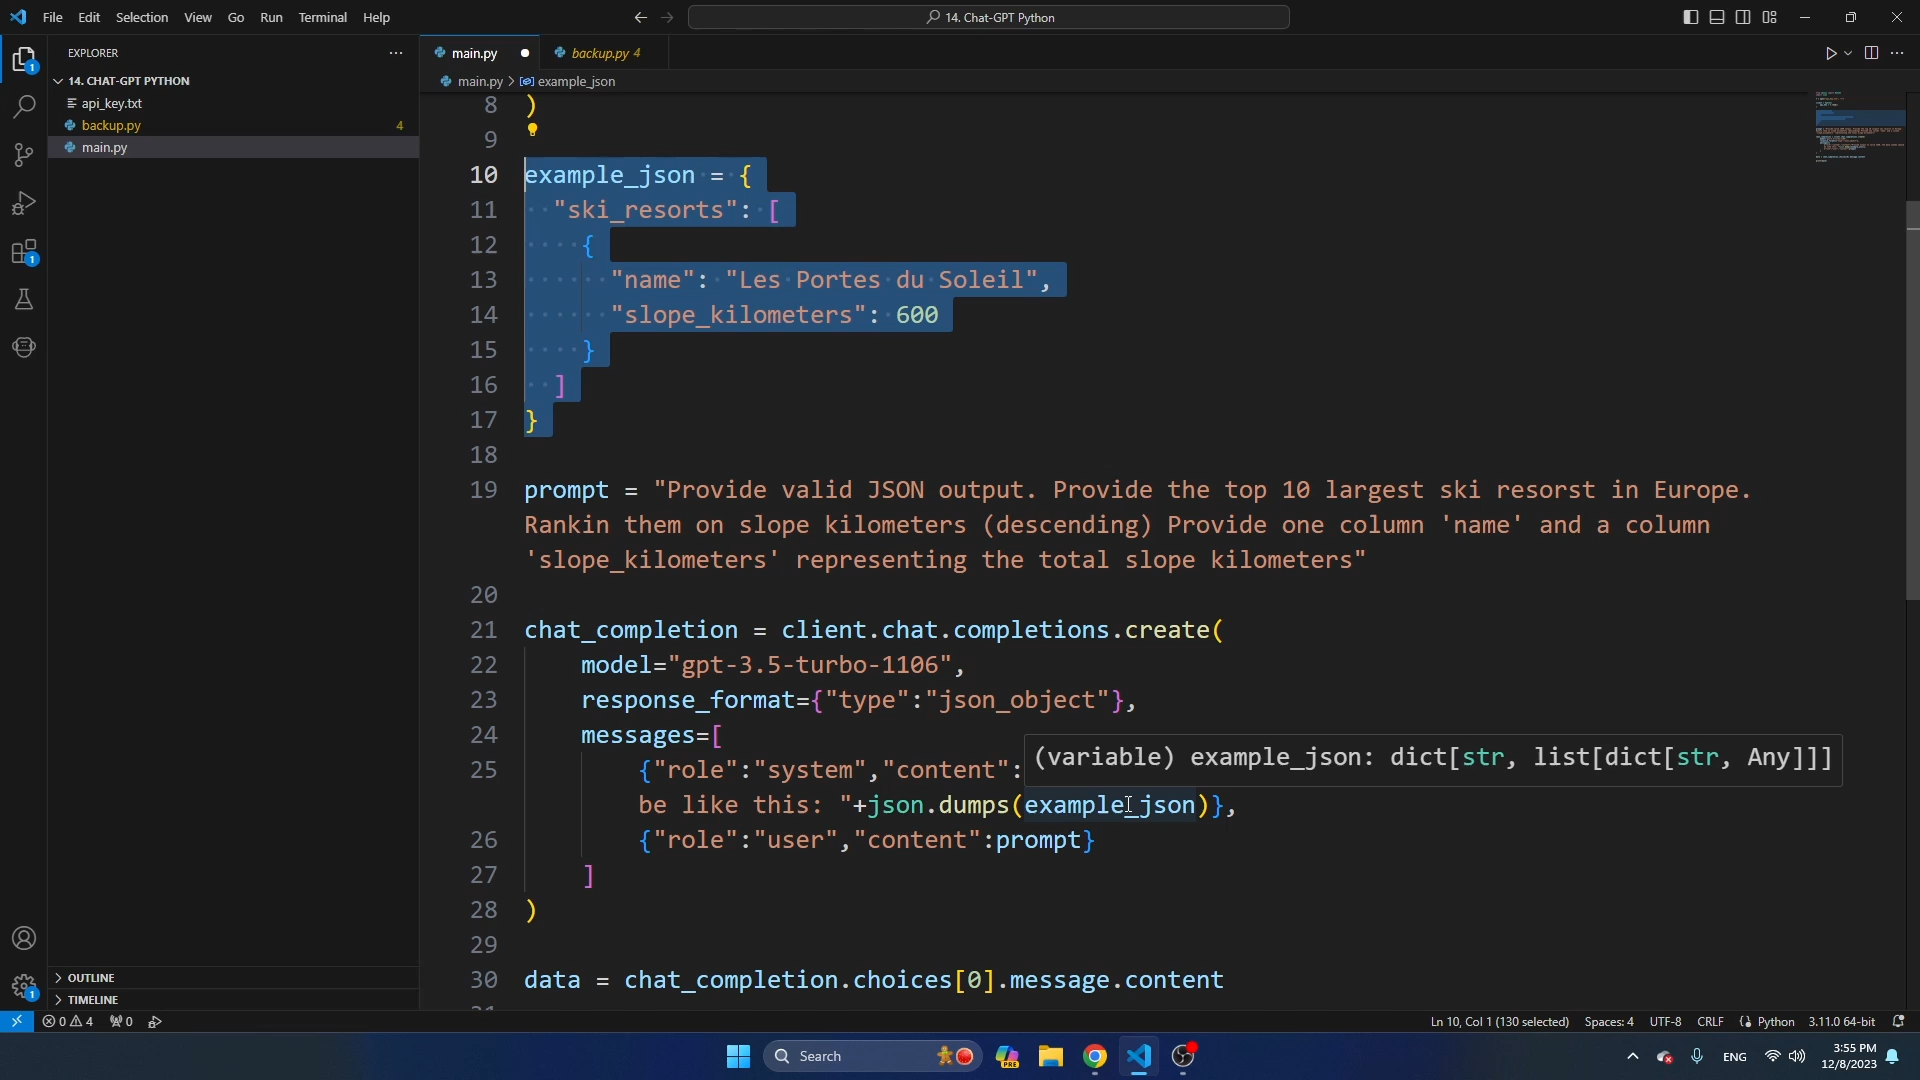 File Edit Selection View Go Run Terminal Help
14. Chat-GPT Python
EXPLORER
14. CHAT-GPT PYTHON
api_key.txt
backup.py 4
main.py
OUTLINE
TIMELINE
1
1
1
main.py
backup.py 4
main.py > example_json
8 )
9
10 example_json = {
11 "ski_resorts": [
12 {
13 "name": "Les Portes du Soleil",
14 "slope_kilometers": 600
15 }
16 ]
17 }
18
19 prompt = "Provide valid JSON output. Provide the top 10 largest ski resorst in Europe.
Rankin them on slope kilometers (descending) Provide one column 'name' and a column
'slope_kilometers' representing the total slope kilometers"
20
21 chat_completion = client.chat.completions.create(
22 model="gpt-3.5-turbo-1106",
23 response_format={"type":"json_object"},
24 messages=[
(variable) example_json: dict[str, list[dict[str, Any]]]
25 {"role":"system","content":
be like this: "+json.dumps(example_json)},
26 {"role":"user","content":prompt}
27 ]
28 )
29
30 data = chat_completion.choices[0].message.content
0 4 0
Ln 10, Col 1 (130 selected) Spaces: 4 UTF-8 CRLF Python 3.11.0 64-bit
Search
PRE
ENG
3:55 PM
12/8/2023